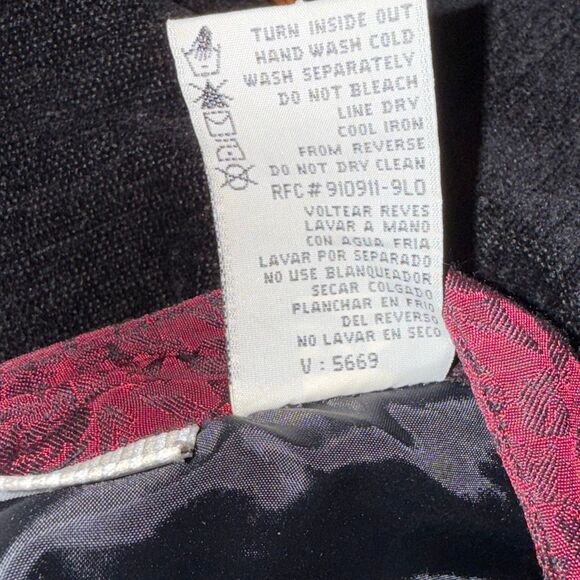 TURN INSIDE OUT
HAND WASH COLD
WASH SEPARATELY
DO NOT BLEACH
LINE DRY
COOL IRON
FROM REVERSE
DO NOT DRY CLEAN
RFC# 910911-9L0
VOLTEAR REVES
LAVAR A MANO
CON AGUA FRIA
LAVAR POR SEPARADO
NO USE BLANQUEADOR
SECAR COLGADO
PLANCHAR EN FRIO
DEL REVERSO
NO LAVAR EN SECO
V: 5669